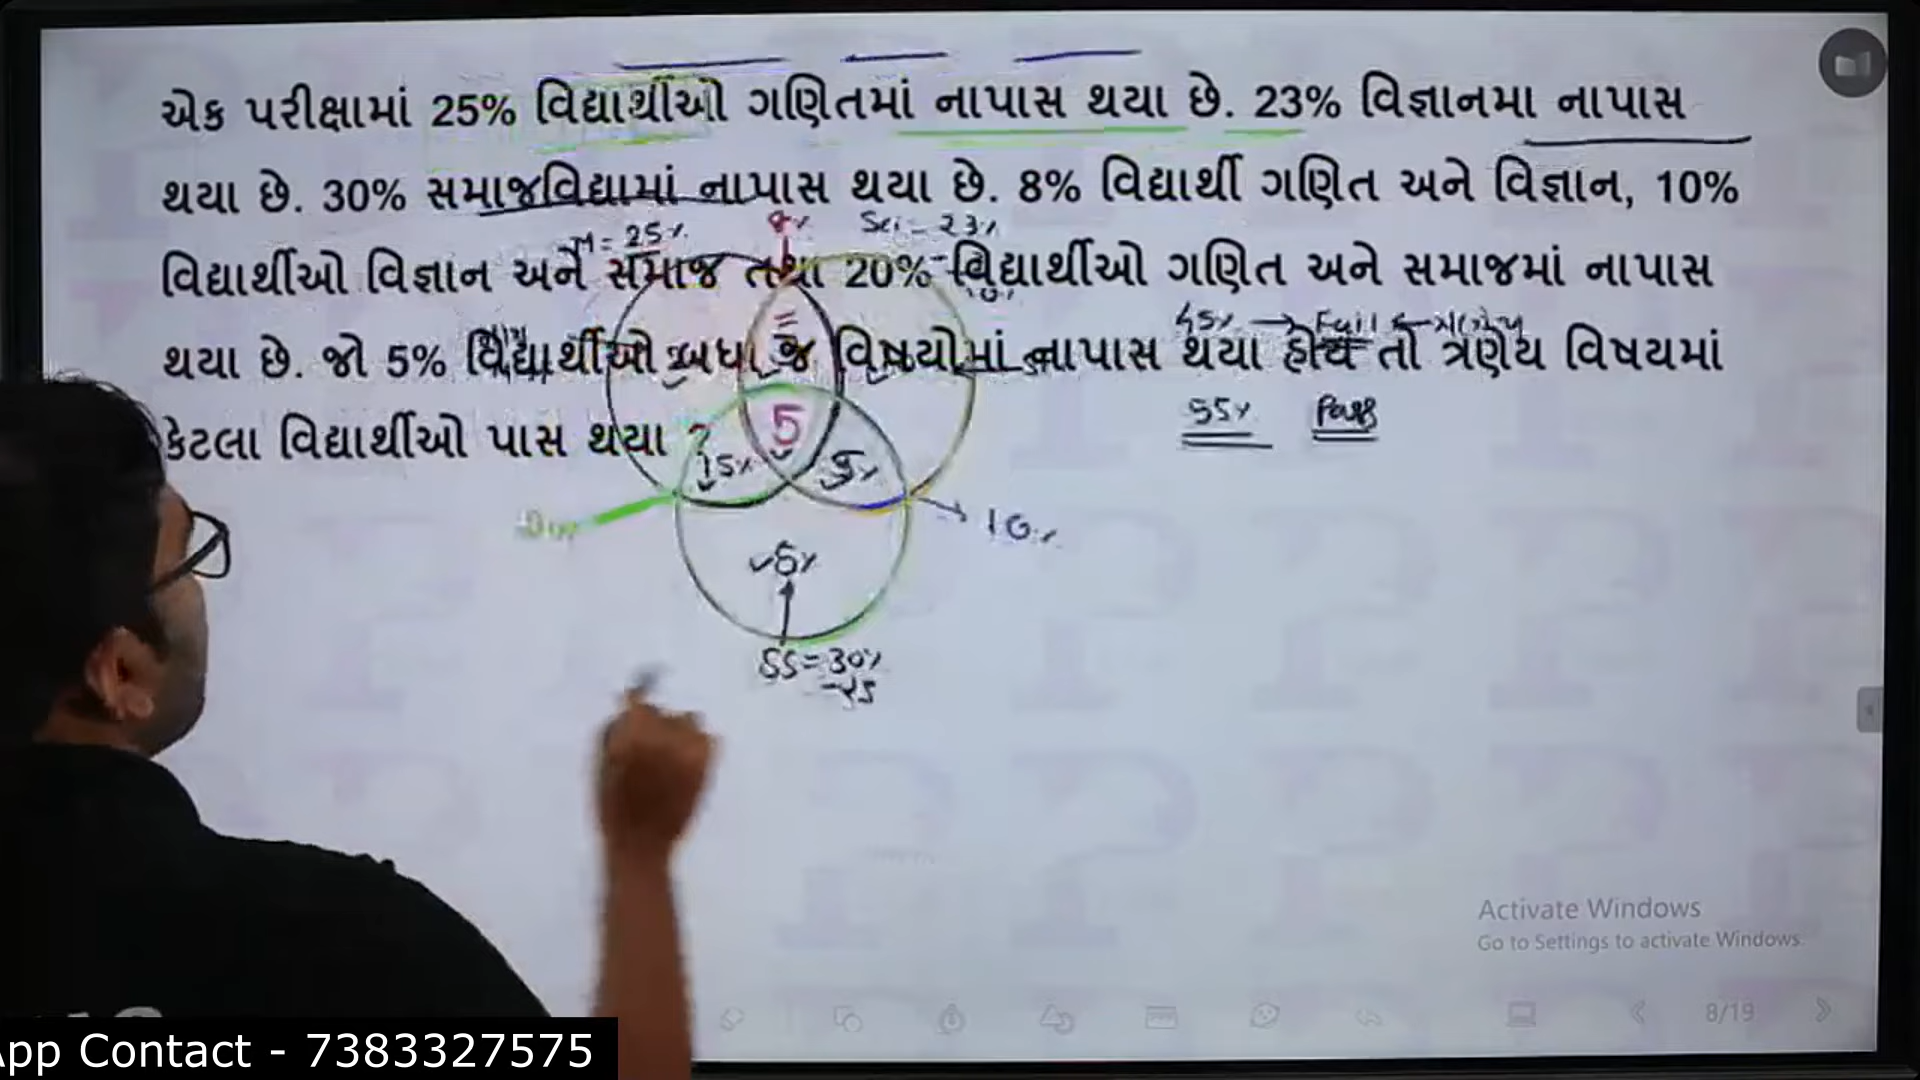 એક પરીક્ષામાં 25% વિદ્યાર્થીઓ ગણિતમાં નાપાસ થયા છે. 23% વિજ્ઞાનમા નાપાસ
થયા છે. 30% સમાજવિદ્યામાં નાપાસ થયા છે. 8% વિદ્યાર્થી ગણિત અને વિજ્ઞાન, 10%
M = 25% 8% Sci - 23%
વિદ્યાર્થીઓ વિજ્ઞાન અને સમાજ તથા 20% વિદ્યાર્થીઓ ગણિત અને સમાજમાં નાપાસ
45% → Fail ←
થયા છે. જો 5% વિદ્યાર્થીઓ બધા જ વિષયોમાં નાપાસ થયા હોય તો ત્રણેય વિષયમાં
55% Pass
કેટલા વિદ્યાર્થીઓ પાસ થયા ?
5
15% 5%
10%
5%
SS = 30%
-25
Activate Windows
Go to Settings to activate Windows.
8/19
App Contact - 7383327575